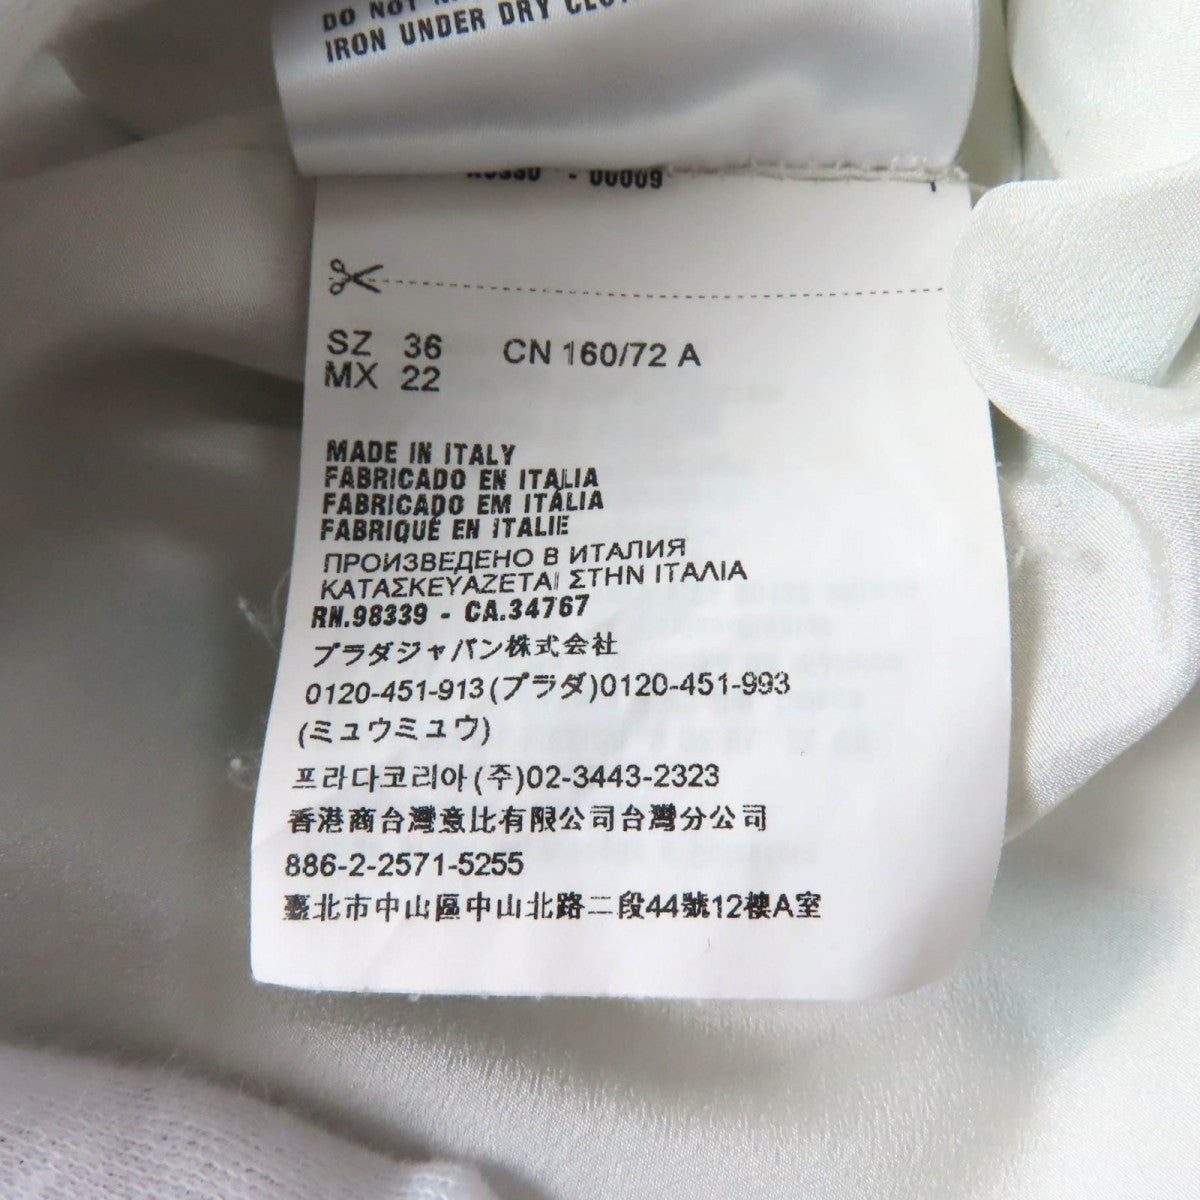 DO NOT
IRON UNDER DRY
- 00009
SZ 36 CN 160/72 A
MX 22
MADE IN ITALY
FABRICADO EN ITALIA
FABRICADO EM ITÁLIA
FABRIQUÉ EN ITALIE
ПРОИЗВЕДЕНО В ИТАЛИЯ
ΚΑΤΑΣΚΕΥΑΖΕΤΑΙ ΣΤΗΝ ΙΤΑΛΙΑ
RN.98339 - CA.34767
プラダジャパン株式会社
0120-451-913(プラダ)0120-451-993
(ミュウミュウ)
프라다코리아(주)02-3443-2323
香港商台灣意比有限公司台灣分公司
886-2-2571-5255
臺北市中山區中山北路二段44號12樓A室